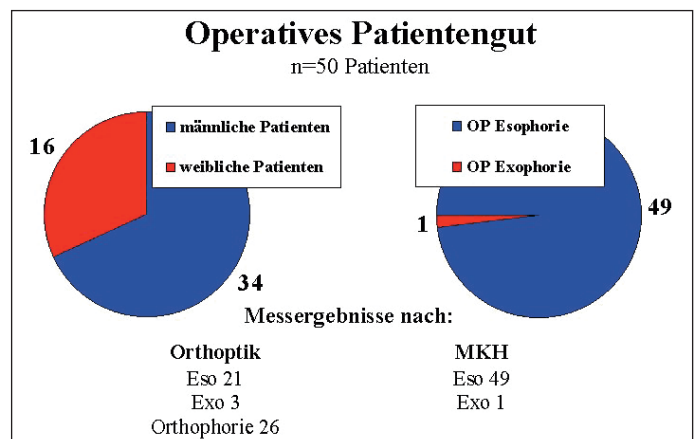 Operatives Patientengut
n=50 Patienten
männliche Patienten
weibliche Patienten
16
34
OP Esophorie
OP Exophorie
1
49
Messergebnisse nach:
Orthoptik
Eso 21
Exo 3
Orthophorie 26
MKH
Eso 49
Exo 1